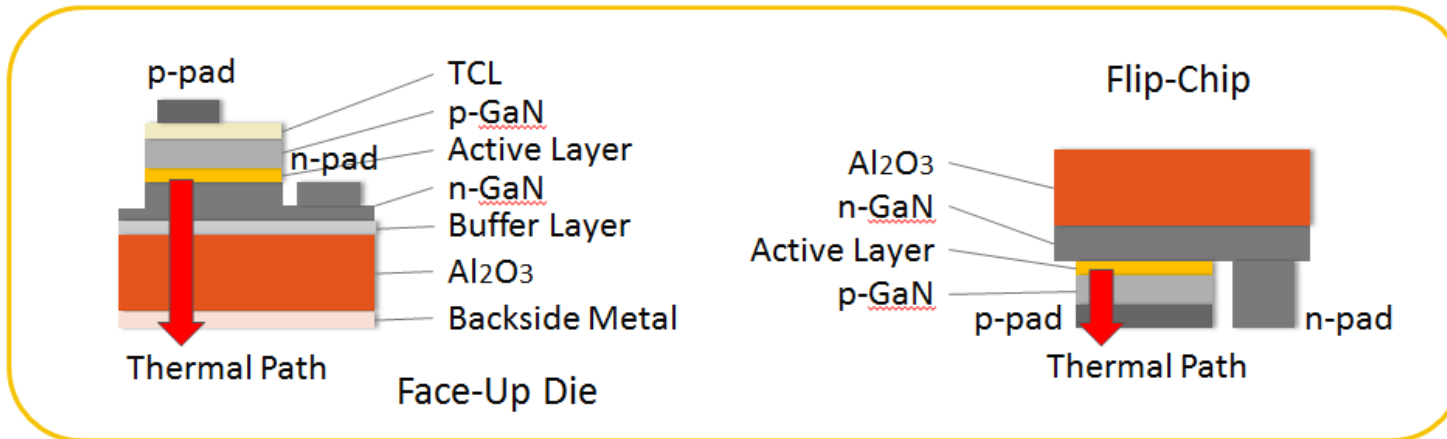 p-pad
TCL
p-GaN
n-pad
Active Layer
n-GaN
Buffer Layer
Al2O3
Backside Metal
Thermal Path
Face-Up Die
Flip-Chip
Al2O3
n-GaN
Active Layer
p-GaN
p-pad
n-pad
Thermal Path